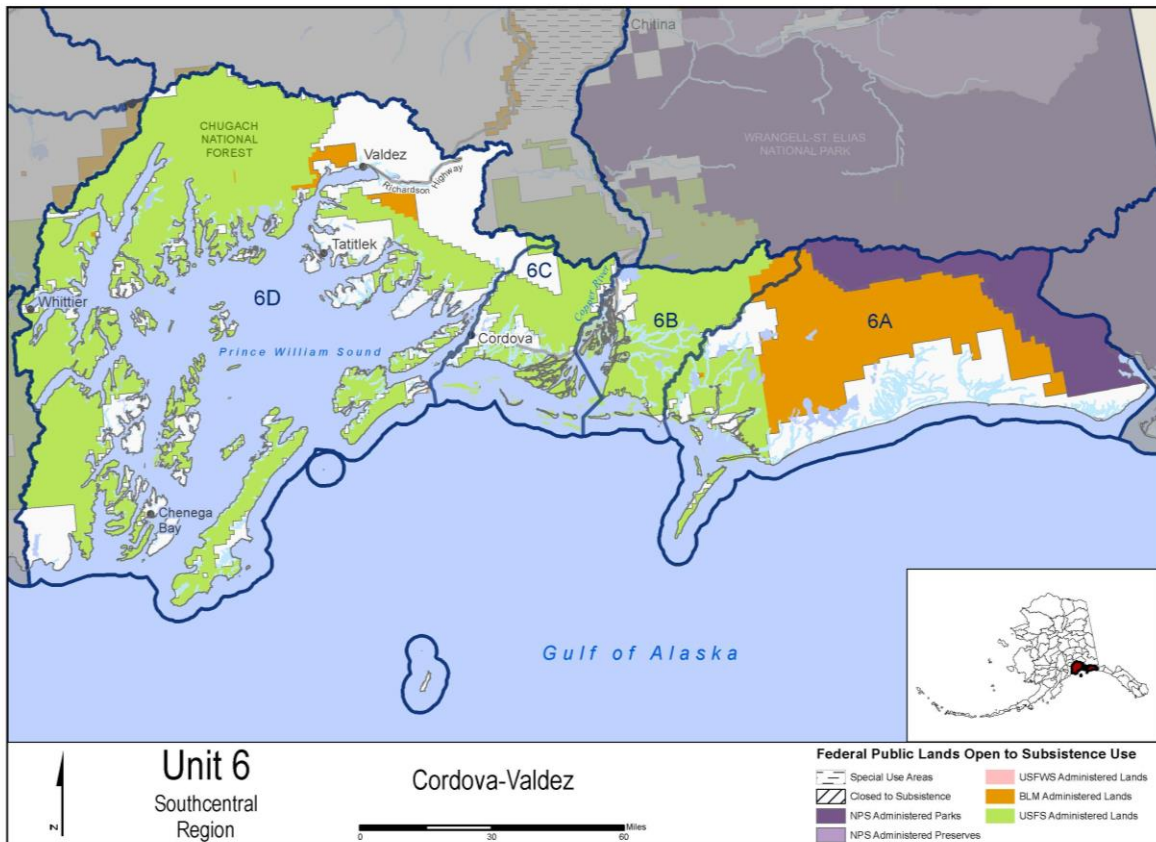 Chitina
CHUGACH
NATIONAL
FOREST
WRANGELL-ST. ELIAS
NATIONAL PARK
Valdez
Richardson Highway
Tatitlek
6C
Copper River
Whittier
6D
6B
6A
Cordova
Prince William Sound
Chenega
Bay
Gulf of Alaska
N
Unit 6
Southcentral
Region
Cordova-Valdez
Miles
0 30 60
Federal Public Lands Open to Subsistence Use
Special Use Areas
Closed to Subsistence
NPS Administered Parks
NPS Administered Preserves
USFWS Administered Lands
BLM Administered Lands
USFS Administered Lands